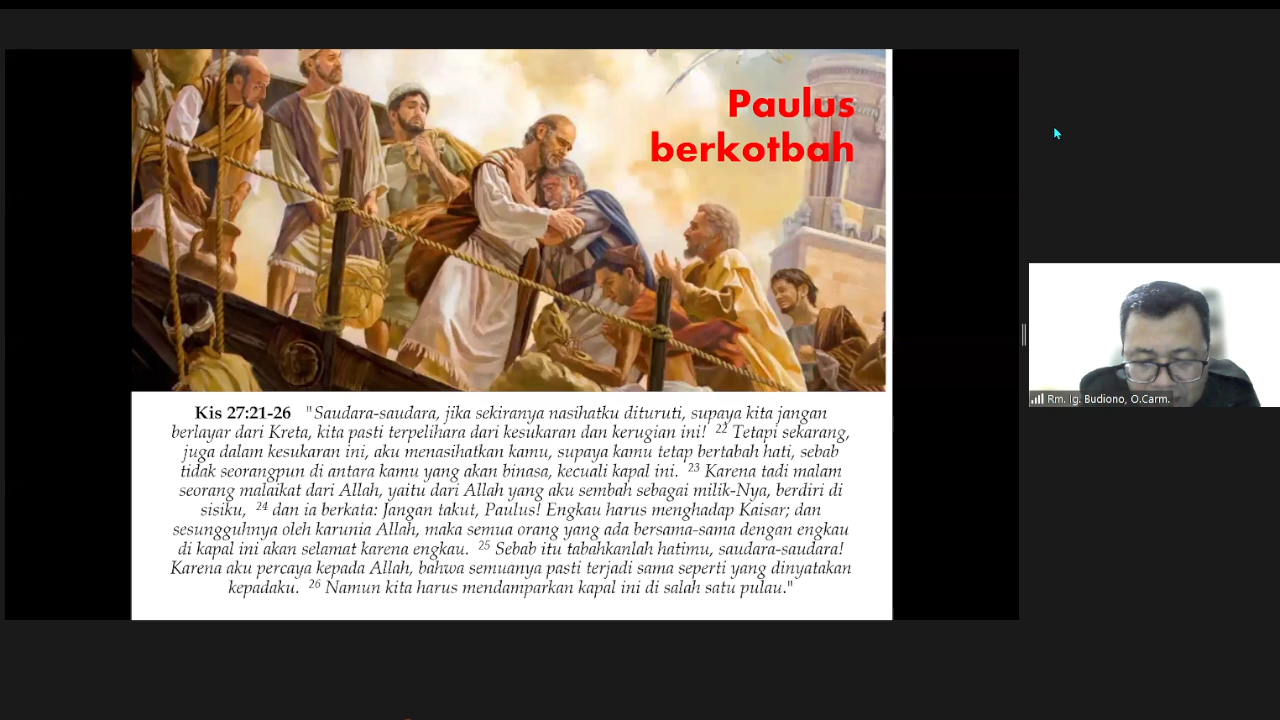 Paulus
berkotbah
Kis 27:21-26 "Saudara-saudara, jika sekiranya nasihatku dituruti, supaya kita jangan
berlayar dari Kreta, kita pasti terpelihara dari kesukaran dan kerugian ini! 22 Tetapi sekarang,
juga dalam kesukaran ini, aku menasihatkan kamu, supaya kamu tetap bertabah hati, sebab
tidak seorangpun di antara kamu yang akan binasa, kecuali kapal ini. 23 Karena tadi malam
seorang malaikat dari Allah, yaitu dari Allah yang aku sembah sebagai milik-Nya, berdiri di
sisiku, 24 dan ia berkata: Jangan takut, Paulus! Engkau harus menghadap Kaisar; dan
sesungguhnya oleh karunia Allah, maka semua orang yang ada bersama-sama dengan engkau
di kapal ini akan selamat karena engkau. 25 Sebab itu tabahkanlah hatimu, saudara-saudara!
Karena aku percaya kepada Allah, bahwa semuanya pasti terjadi sama seperti yang dinyatakan
kepadaku. 26 Namun kita harus mendamparkan kapal ini di salah satu pulau."
Rm. Ig. Budiono, O.Carm.